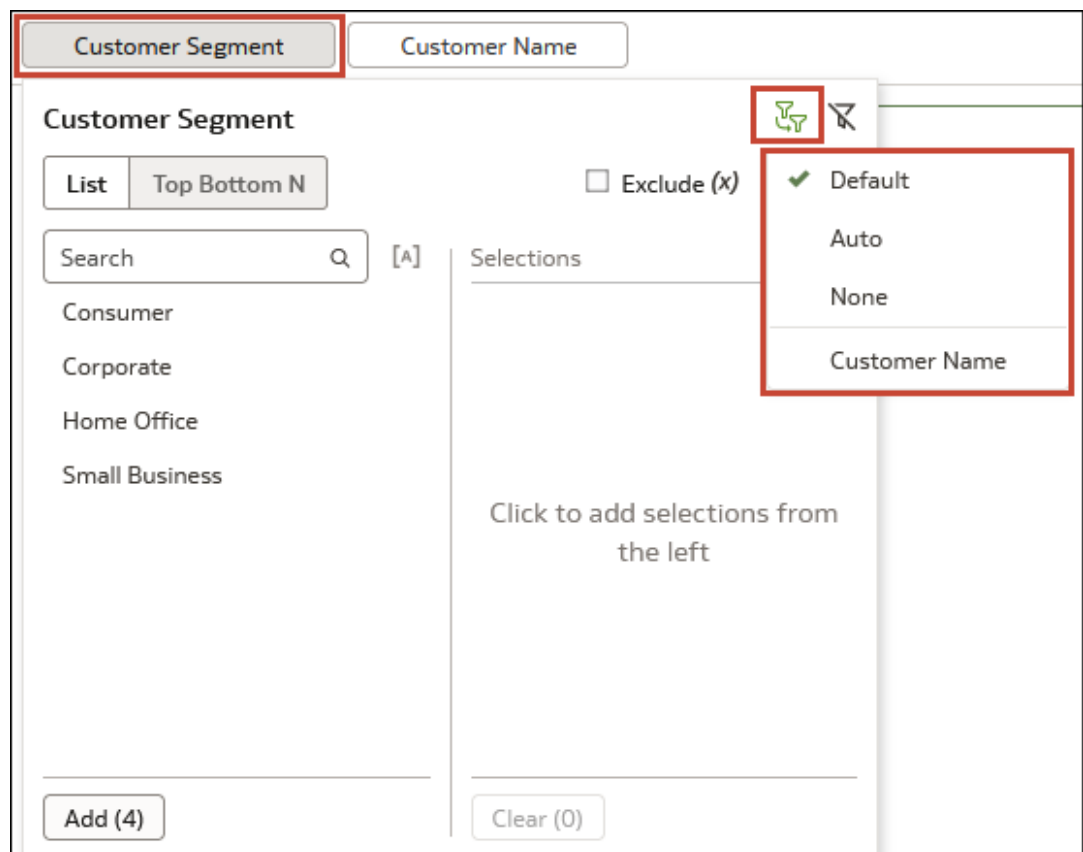 Customer Segment Customer Name
Customer Segment
List Top Bottom N Exclude (x)
Search [A] Selections
Consumer
Corporate
Home Office
Small Business
Click to add selections from
the left
Add (4) Clear (0)
Default
Auto
None
Customer Name